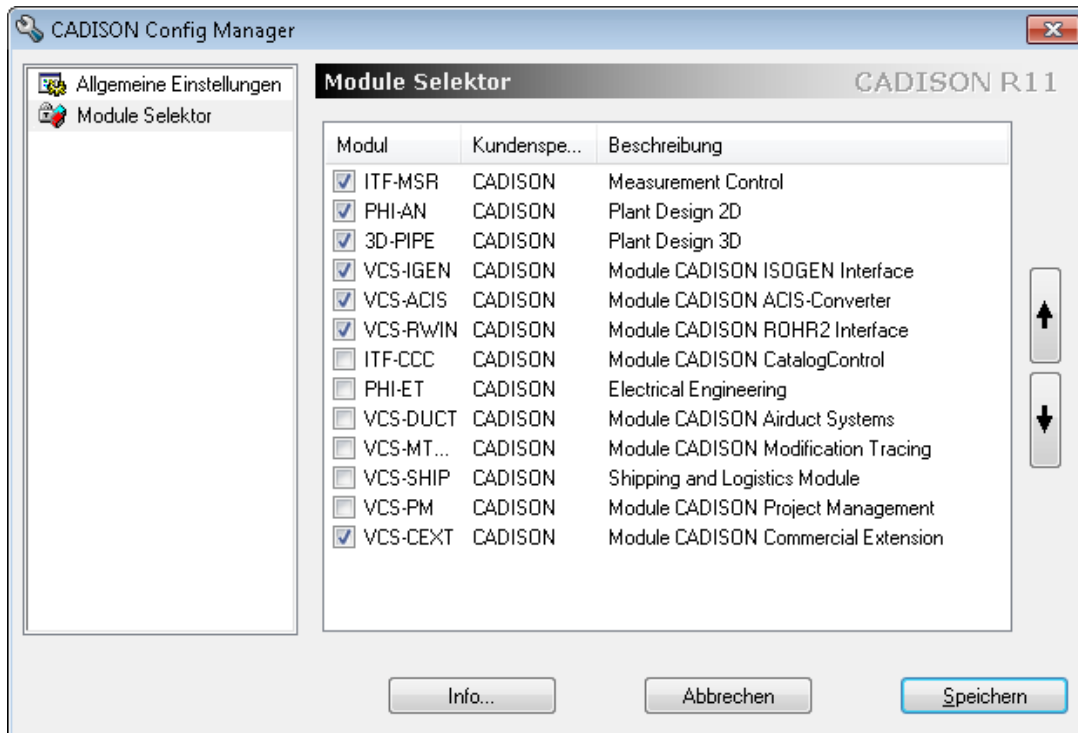 CADISON Config Manager
Allgemeine Einstellungen
Module Selektor
Module Selektor CADISON R11
Modul Kundenspe... Beschreibung
ITF-MSR CADISON Measurement Control
PHI-AN CADISON Plant Design 2D
3D-PIPE CADISON Plant Design 3D
VCS-IGEN CADISON Module CADISON ISOGEN Interface
VCS-ACIS CADISON Module CADISON ACIS-Converter
VCS-RWIN CADISON Module CADISON ROHR2 Interface
ITF-CCC CADISON Module CADISON CatalogControl
PHI-ET CADISON Electrical Engineering
VCS-DUCT CADISON Module CADISON Airduct Systems
VCS-MT... CADISON Module CADISON Modification Tracing
VCS-SHIP CADISON Shipping and Logistics Module
VCS-PM CADISON Module CADISON Project Management
VCS-CEXT CADISON Module CADISON Commercial Extension
Info... Abbrechen Speichern